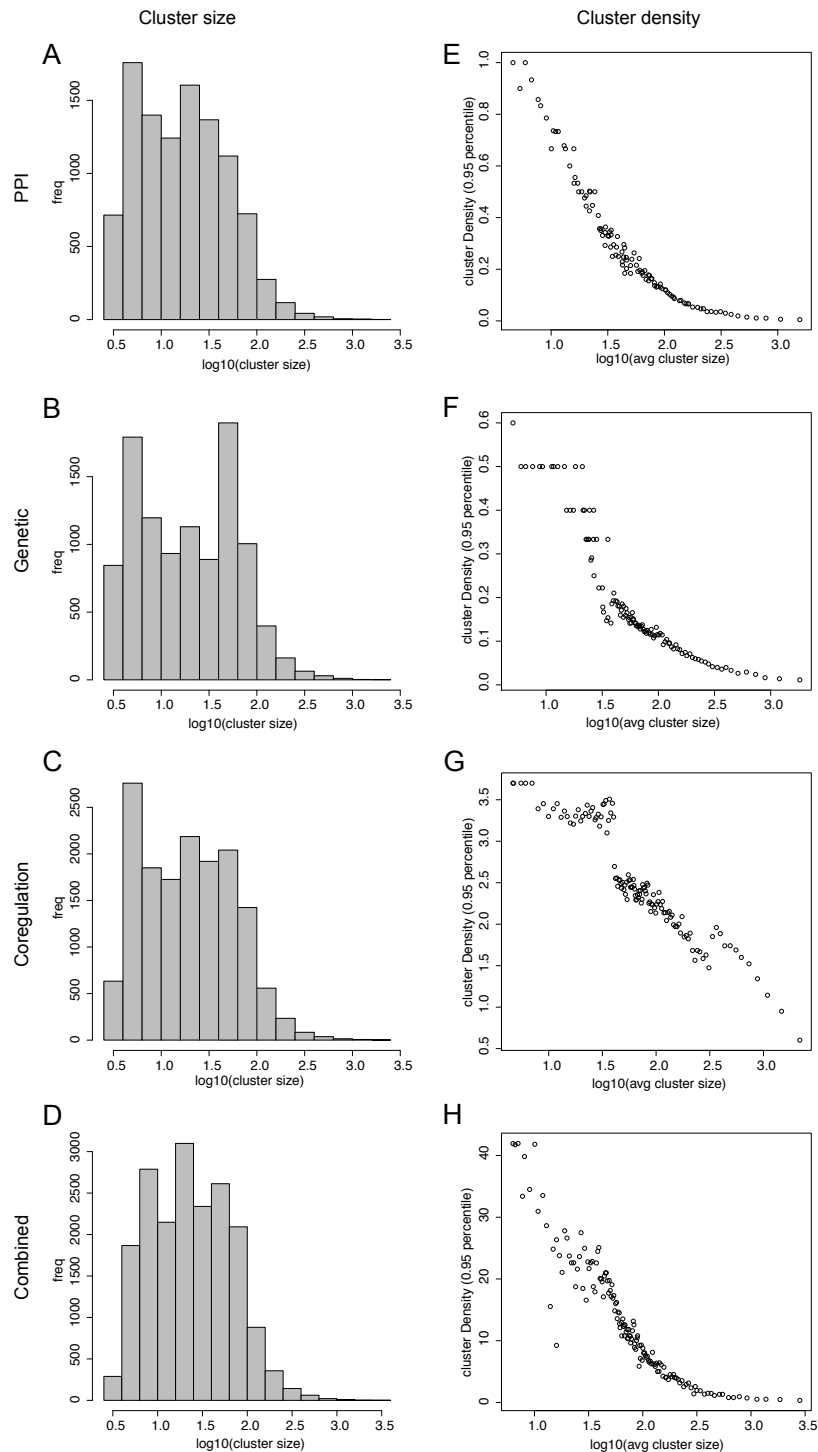 Cluster size
Cluster density
A
PPI
freq
0 500 1000 1500
0.5 1.0 1.5 2.0 2.5 3.0 3.5
log10(cluster size)
E
cluster Density (0.95 percentile)
0.0 0.2 0.4 0.6 0.8 1.0
1.0 1.5 2.0 2.5 3.0
log10(avg cluster size)
B
Genetic
freq
0 500 1000 1500
0.5 1.0 1.5 2.0 2.5 3.0 3.5
log10(cluster size)
F
cluster Density (0.95 percentile)
0.0 0.1 0.2 0.3 0.4 0.5 0.6
1.0 1.5 2.0 2.5 3.0
log10(avg cluster size)
C
Coregulation
freq
0 500 1000 1500 2000 2500
0.5 1.0 1.5 2.0 2.5 3.0 3.5
log10(cluster size)
G
cluster Density (0.95 percentile)
0.5 1.0 1.5 2.0 2.5 3.5
1.0 1.5 2.0 2.5 3.0
log10(avg cluster size)
D
Combined
freq
0 500 1000 1500 2000 2500 3000
0.5 1.0 1.5 2.0 2.5 3.0 3.5
log10(cluster size)
H
cluster Density (0.95 percentile)
0 10 20 30 40
1.0 1.5 2.0 2.5 3.0 3.5
log10(avg cluster size)